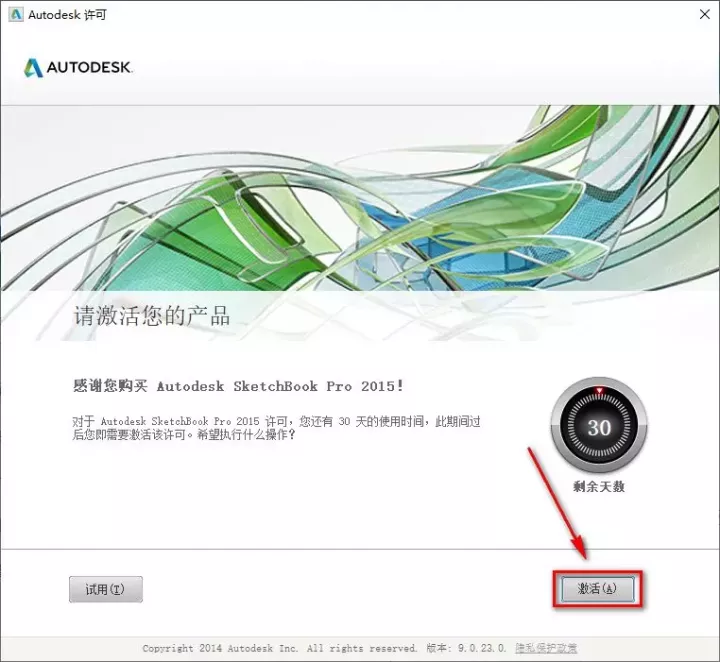 Autodesk 许可
AUTODESK.
请激活您的产品
感谢您购买 Autodesk SketchBook Pro 2015!
对于 Autodesk SketchBook Pro 2015 许可，您还有 30 天的使用时间，此期间过
后您即需要激活该许可。希望执行什么操作？
30
剩余天数
试用(T)
激活(A)
Copyright 2014 Autodesk Inc. All rights reserved. 版本: 9.0.23.0. 隐私保护政策